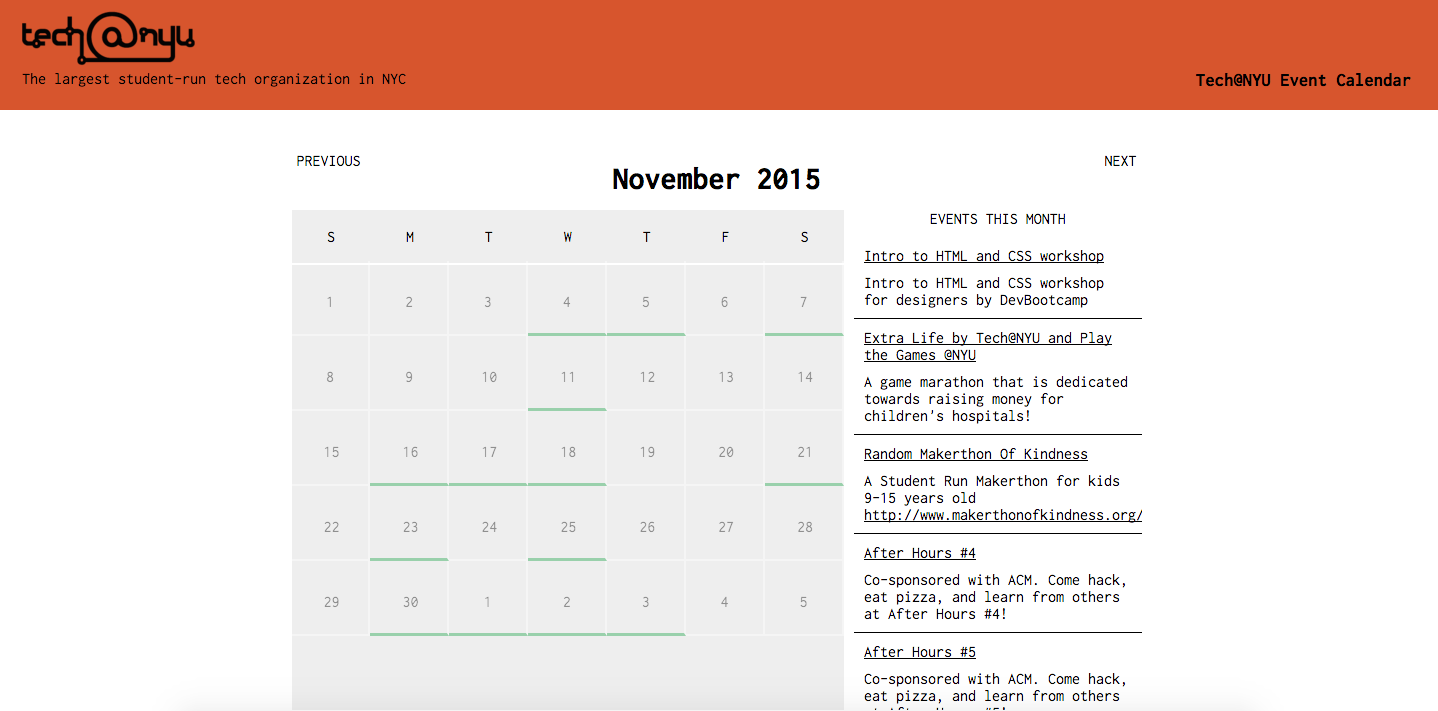 tech@nyu
The largest student-run tech organization in NYC
Tech@NYU Event Calendar
PREVIOUS
November 2015
NEXT
S M T W T F S
1 2 3 4 5 6 7
8 9 10 11 12 13 14
15 16 17 18 19 20 21
22 23 24 25 26 27 28
29 30 1 2 3 4 5
EVENTS THIS MONTH
Intro to HTML and CSS workshop
Intro to HTML and CSS workshop
for designers by DevBootcamp
Extra Life by Tech@NYU and Play
the Games @NYU
A game marathon that is dedicated
towards raising money for
children's hospitals!
Random Makerthon Of Kindness
A Student Run Makerthon for kids
9-15 years old
http://www.makerthonofkindness.org/
After Hours #4
Co-sponsored with ACM. Come hack,
eat pizza, and learn from others
at After Hours #4!
After Hours #5
Co-sponsored with ACM. Come hack,
eat pizza, and learn from others
at After Hours #5!